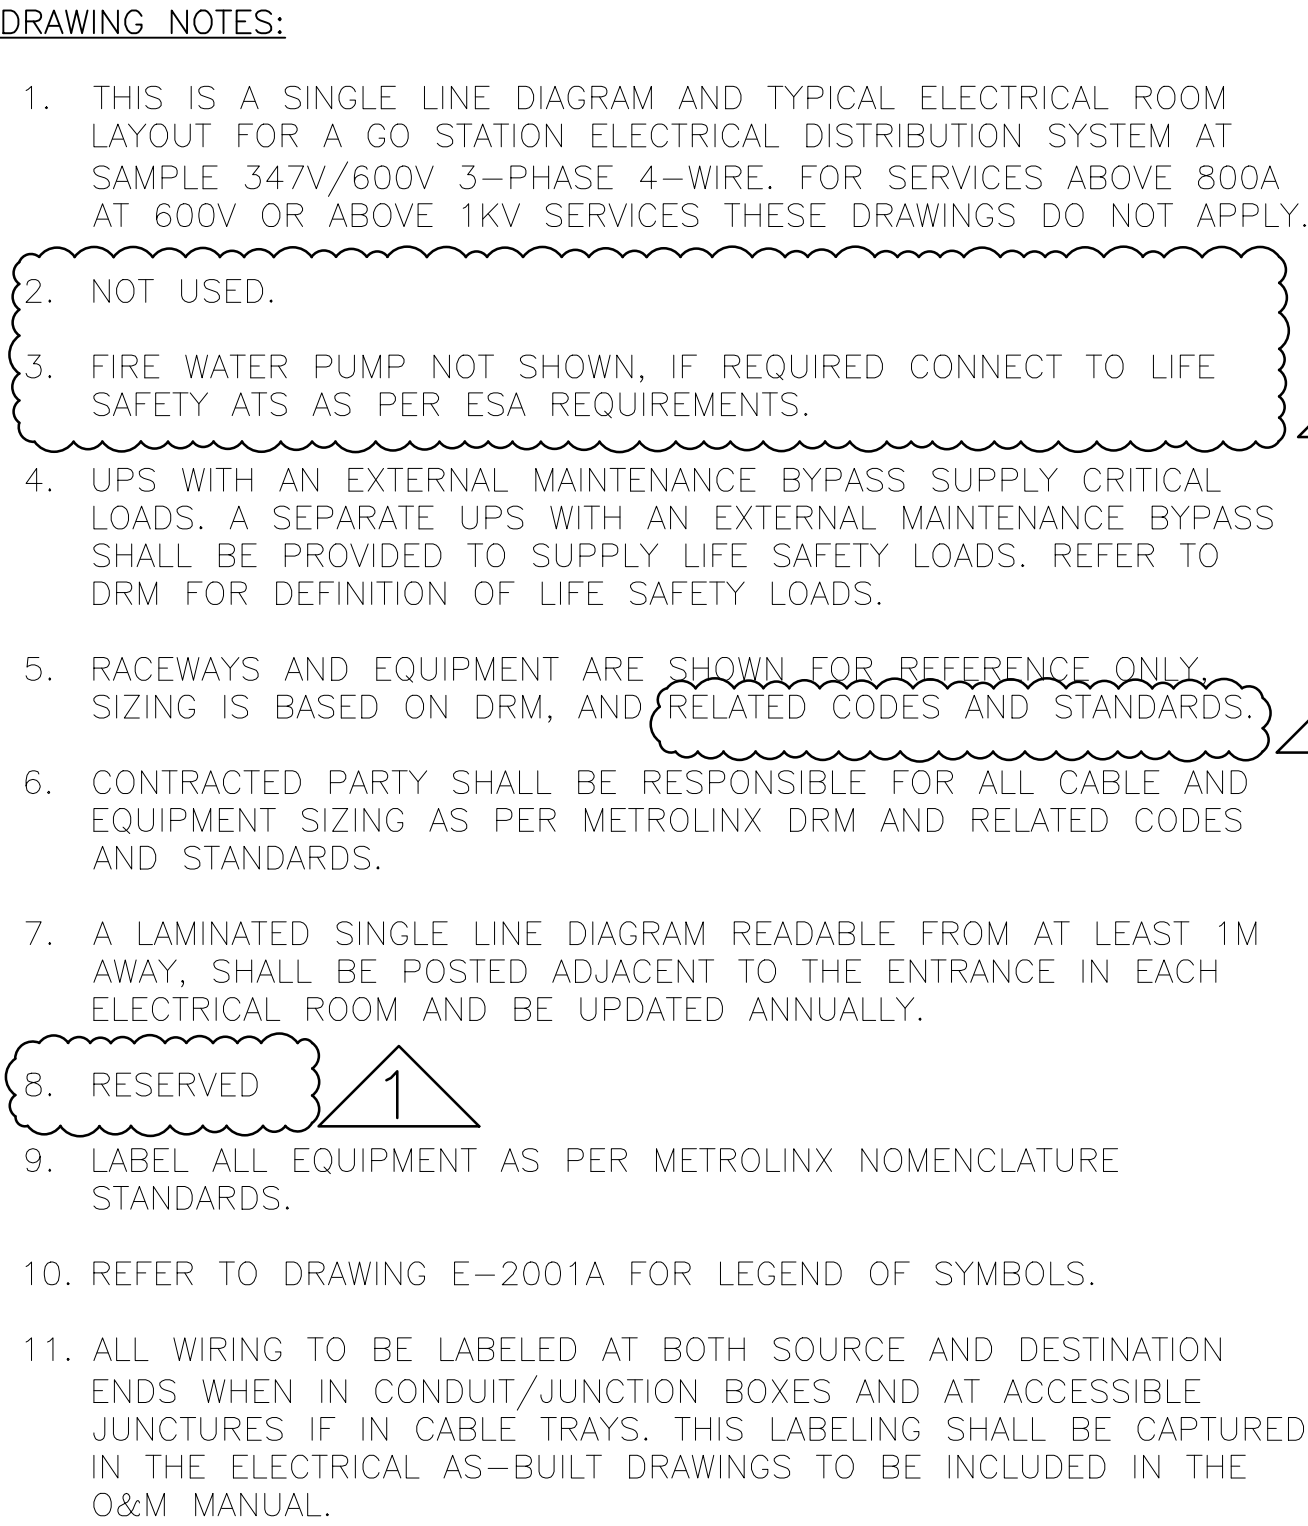 DRAWING NOTES:
1. THIS IS A SINGLE LINE DIAGRAM AND TYPICAL ELECTRICAL ROOM
LAYOUT FOR A GO STATION ELECTRICAL DISTRIBUTION SYSTEM AT
SAMPLE 347V/600V 3-PHASE 4-WIRE. FOR SERVICES ABOVE 800A
AT 600V OR ABOVE 1KV SERVICES THESE DRAWINGS DO NOT APPLY.
2. NOT USED.
3. FIRE WATER PUMP NOT SHOWN, IF REQUIRED CONNECT TO LIFE
SAFETY ATS AS PER ESA REQUIREMENTS.
4. UPS WITH AN EXTERNAL MAINTENANCE BYPASS SUPPLY CRITICAL
LOADS. A SEPARATE UPS WITH AN EXTERNAL MAINTENANCE BYPASS
SHALL BE PROVIDED TO SUPPLY LIFE SAFETY LOADS. REFER TO
DRM FOR DEFINITION OF LIFE SAFETY LOADS.
5. RACEWAYS AND EQUIPMENT ARE SHOWN FOR REFERENCE ONLY,
SIZING IS BASED ON DRM, AND RELATED CODES AND STANDARDS.
6. CONTRACTED PARTY SHALL BE RESPONSIBLE FOR ALL CABLE AND
EQUIPMENT SIZING AS PER METROLINX DRM AND RELATED CODES
AND STANDARDS.
7. A LAMINATED SINGLE LINE DIAGRAM READABLE FROM AT LEAST 1M
AWAY, SHALL BE POSTED ADJACENT TO THE ENTRANCE IN EACH
ELECTRICAL ROOM AND BE UPDATED ANNUALLY.
8. RESERVED 1
9. LABEL ALL EQUIPMENT AS PER METROLINX NOMENCLATURE
STANDARDS.
10. REFER TO DRAWING E-2001A FOR LEGEND OF SYMBOLS.
11. ALL WIRING TO BE LABELED AT BOTH SOURCE AND DESTINATION
ENDS WHEN IN CONDUIT/JUNCTION BOXES AND AT ACCESSIBLE
JUNCTURES IF IN CABLE TRAYS. THIS LABELING SHALL BE CAPTURED
IN THE ELECTRICAL AS-BUILT DRAWINGS TO BE INCLUDED IN THE
O&M MANUAL.